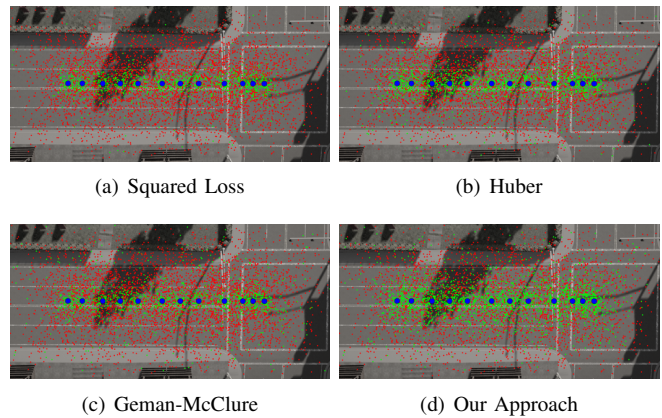 (a) Squared Loss
(b) Huber
(c) Geman-McClure
(d) Our Approach